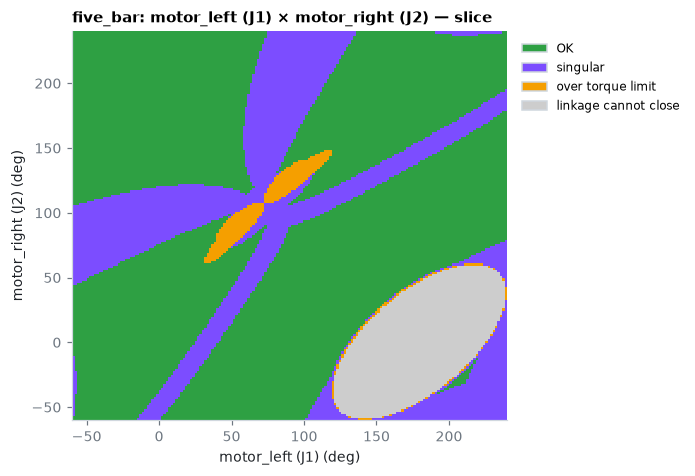 five_bar: motor_left (J1) × motor_right (J2) — slice
OK
singular
over torque limit
linkage cannot close
motor_right (J2) (deg)
200
150
100
50
0
−50
−50
0
50
100
150
200
motor_left (J1) (deg)